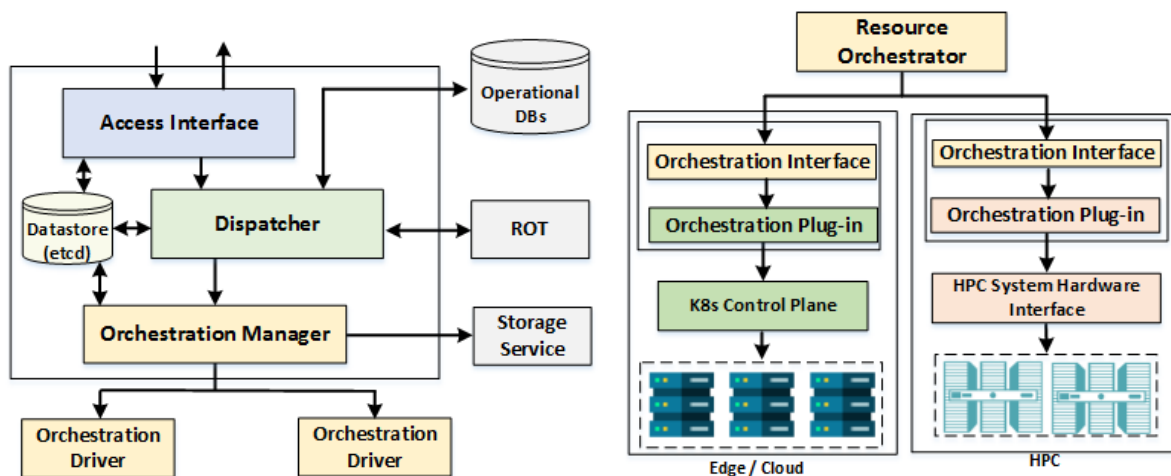 Access Interface
Operational
DBs
Dispatcher
Datastore
(etcd)
ROT
Orchestration Manager
Storage
Service
Orchestration
Driver
Orchestration
Driver
Resource
Orchestrator
Orchestration Interface
Orchestration Plug-in
K8s Control Plane
Edge / Cloud
Orchestration Interface
Orchestration Plug-in
HPC System Hardware
Interface
HPC